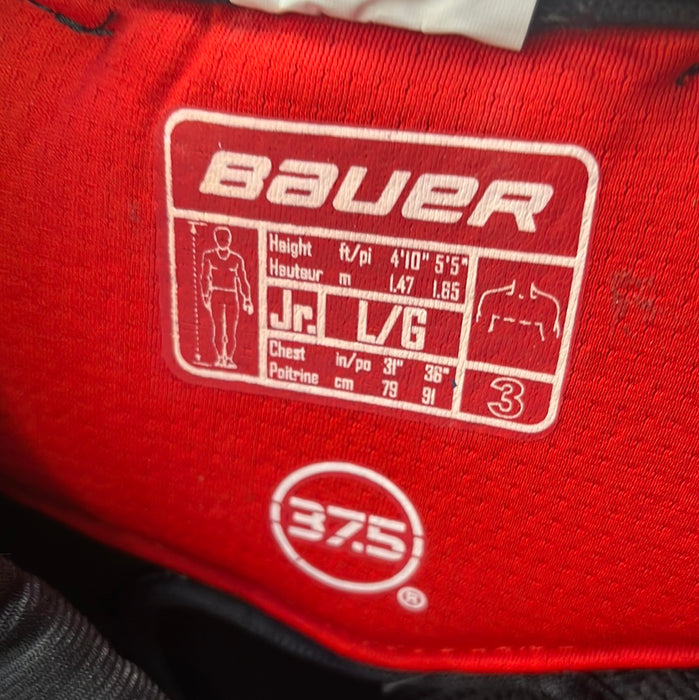 BAUER
Height ft/pi 4'10" 5'5"
Hauteur m 1.47 1.65
Jr. L/G
Chest in/po 31" 36"
Poitrine cm 79 91
3
37.5
®